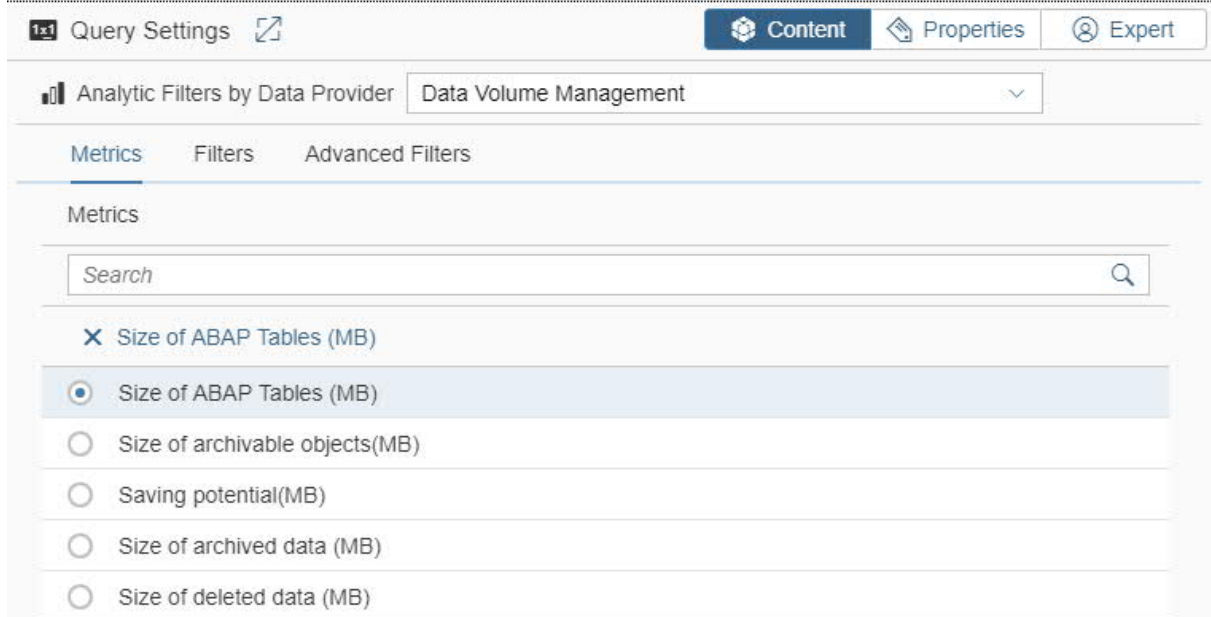 1x1 Query Settings Content Properties Expert
Analytic Filters by Data Provider Data Volume Management
Metrics Filters Advanced Filters
Metrics
Search
Size of ABAP Tables (MB)
Size of ABAP Tables (MB)
Size of archivable objects(MB)
Saving potential(MB)
Size of archived data (MB)
Size of deleted data (MB)